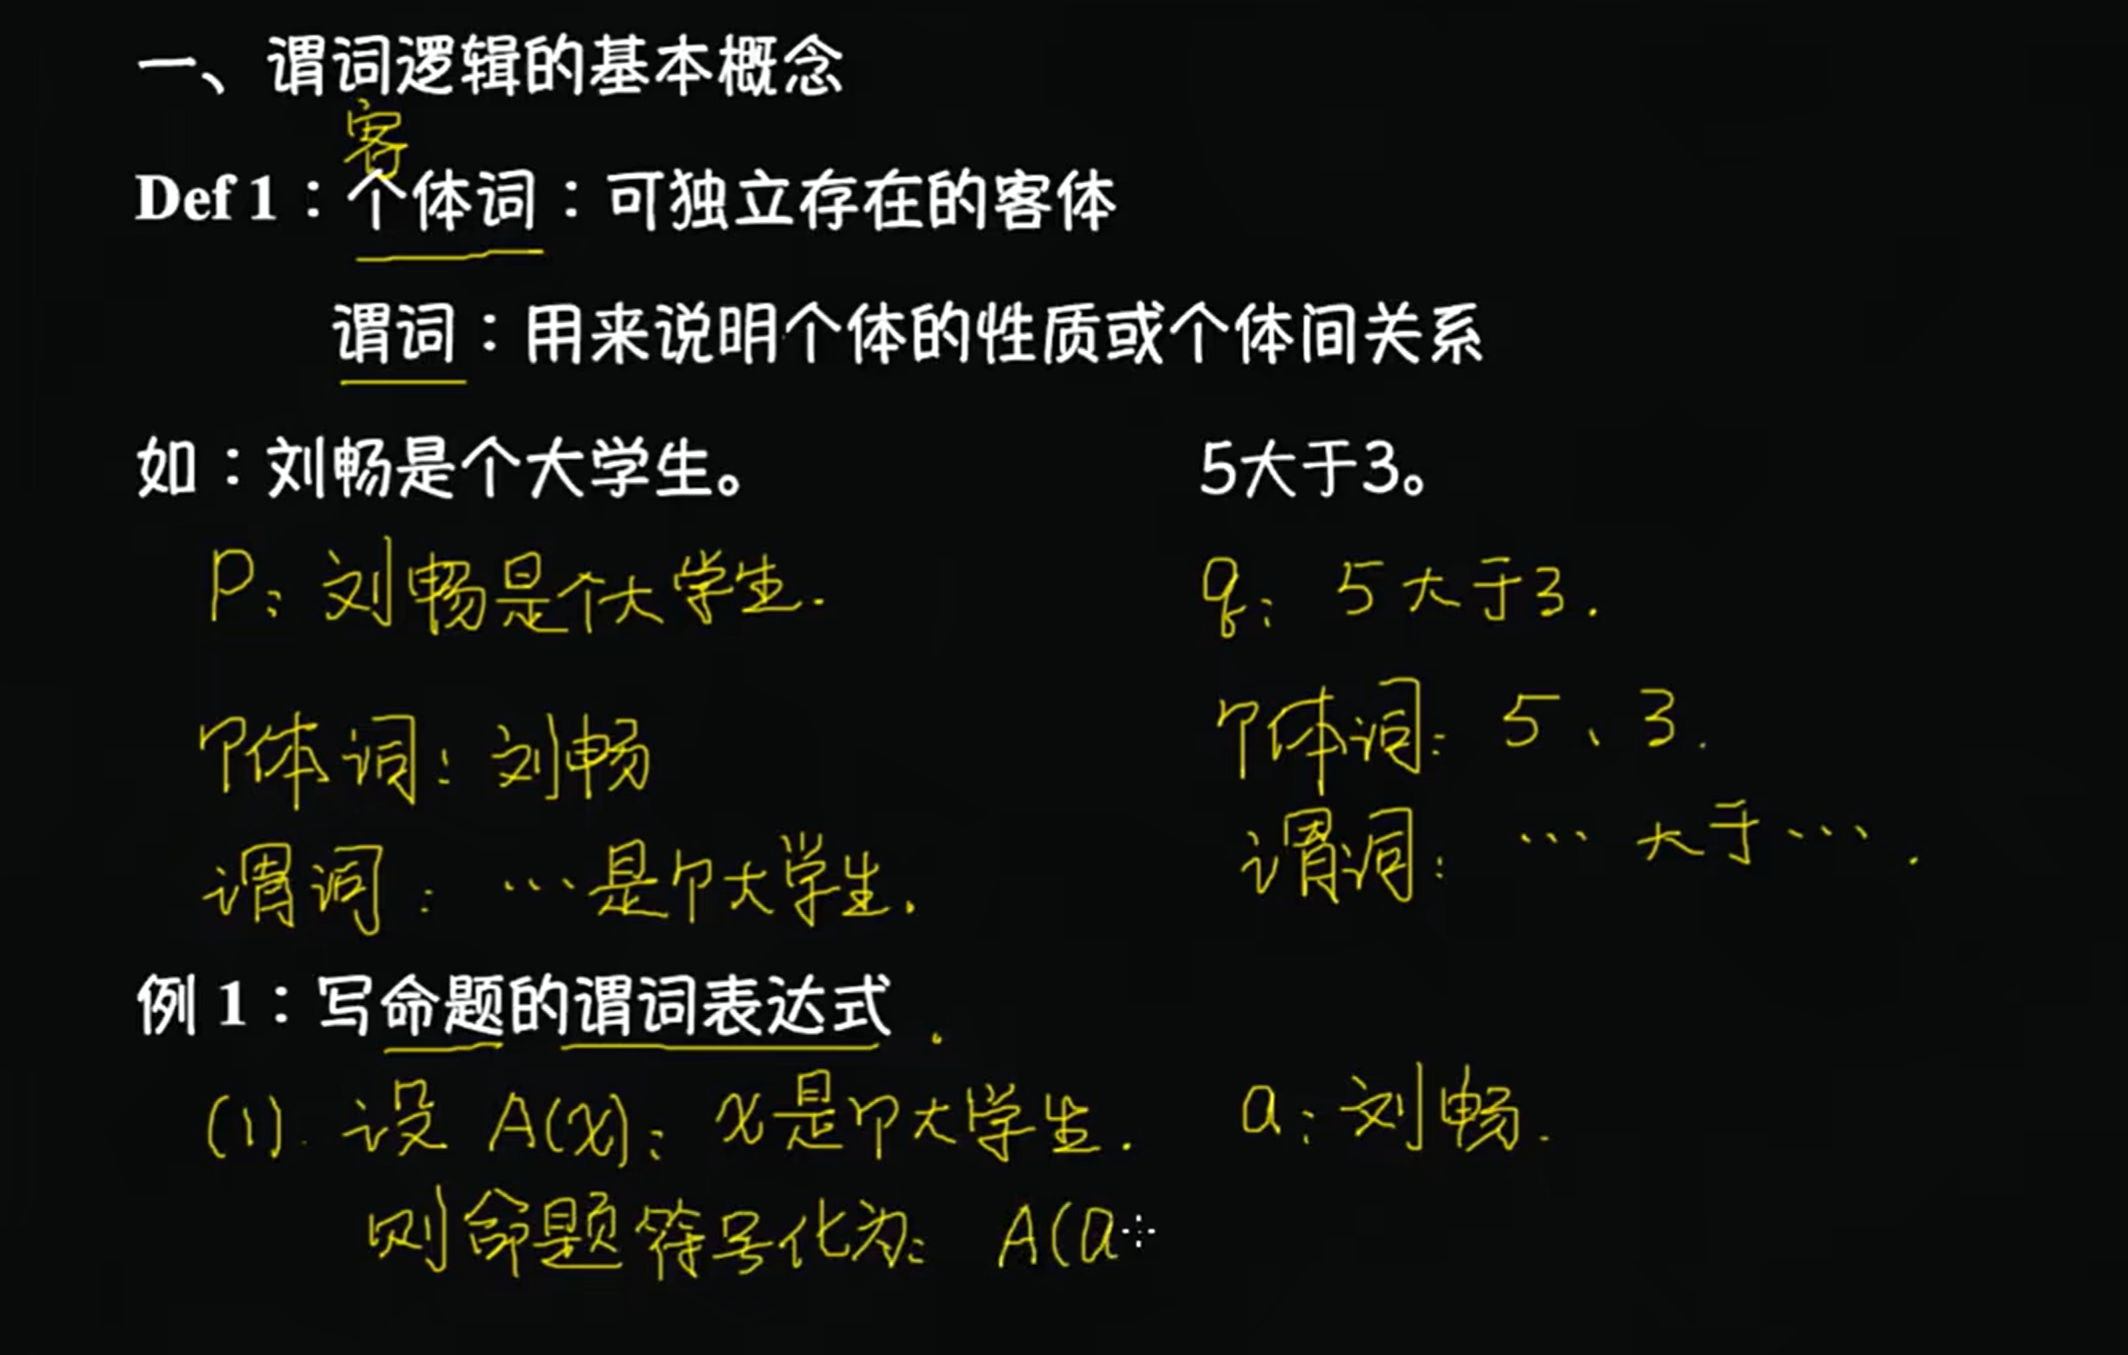 一、谓词逻辑的基本概念
客
Def 1：个体词：可独立存在的客体
谓词：用来说明个体的性质或个体间关系
如：刘畅是个大学生。 5大于3。
P：刘畅是个大学生. q：5大于3.
个体词：刘畅 个体词：5、3.
谓词：…是个大学生. 谓词：…大于….
例 1：写命题的谓词表达式.
(1). 设 A(x)：x是个大学生. a：刘畅.
则命题符号化为：A(a